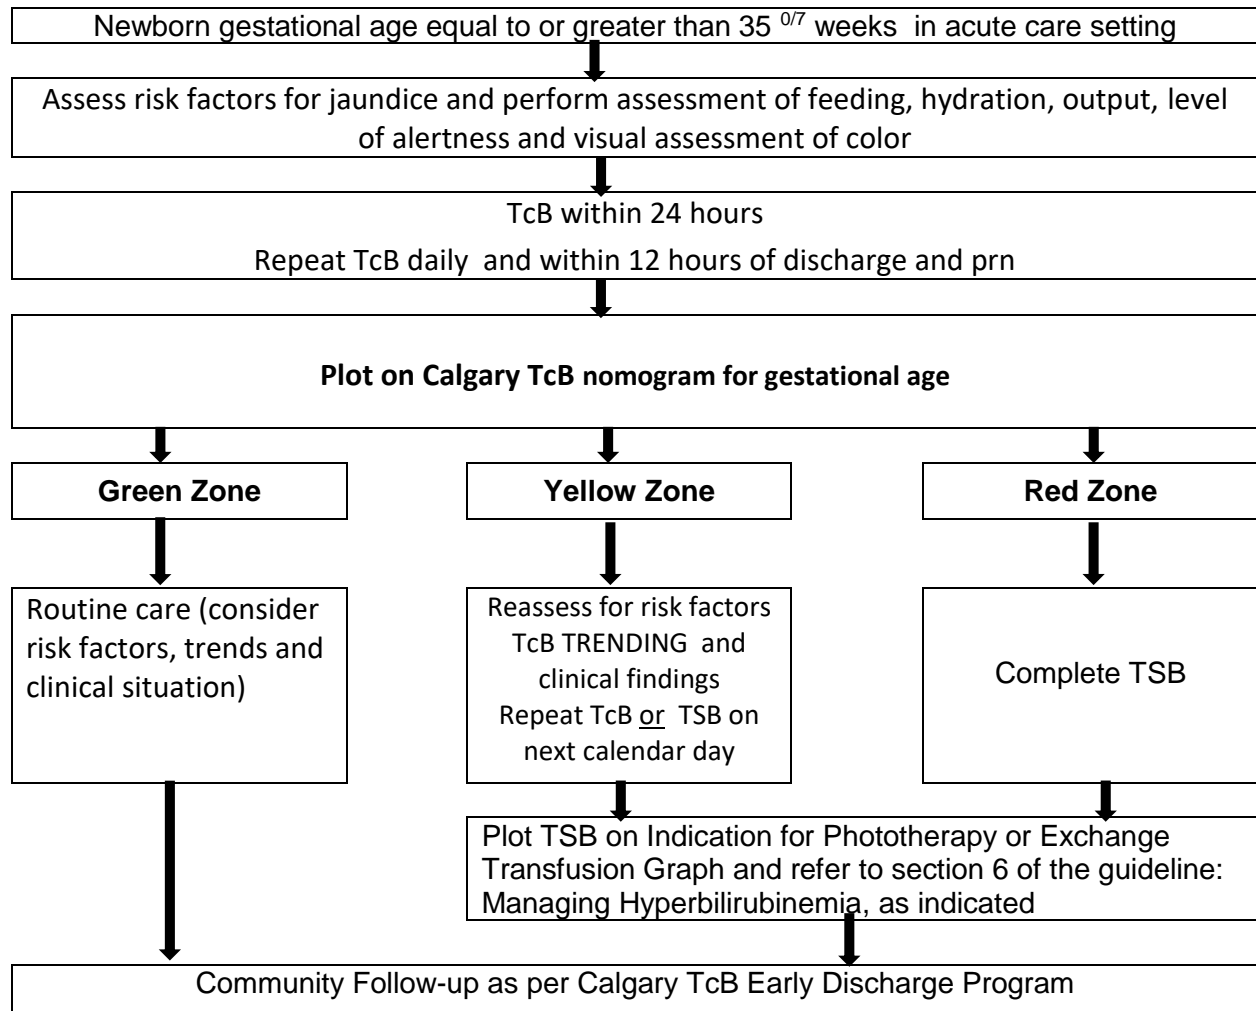 Newborn gestational age equal to or greater than 35 0/7 weeks in acute care setting
Assess risk factors for jaundice and perform assessment of feeding, hydration, output, level
of alertness and visual assessment of color
TcB within 24 hours
Repeat TcB daily and within 12 hours of discharge and prn
Plot on Calgary TcB nomogram for gestational age
Green Zone
Yellow Zone
Red Zone
Routine care (consider
risk factors, trends and
clinical situation)
Reassess for risk factors
TcB TRENDING and
clinical findings
Repeat TcB or TSB on
next calendar day
Complete TSB
Plot TSB on Indication for Phototherapy or Exchange
Transfusion Graph and refer to section 6 of the guideline:
Managing Hyperbilirubinemia, as indicated
Community Follow-up as per Calgary TcB Early Discharge Program